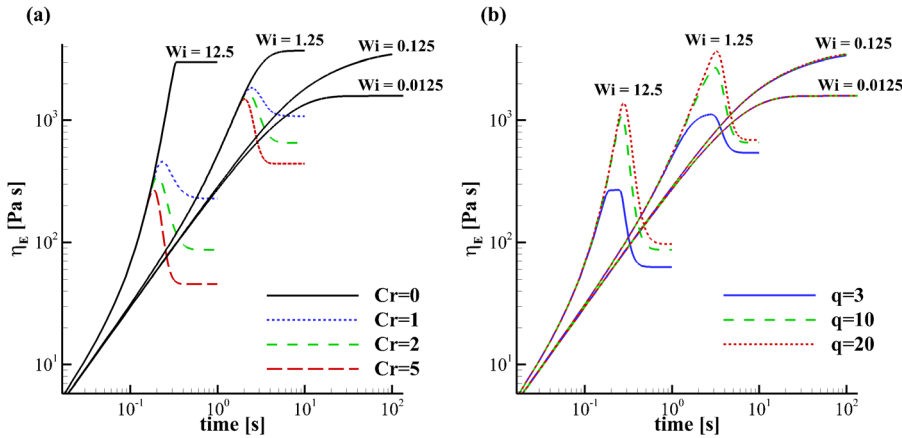 (a)
Wi = 12.5
Wi = 1.25
Wi = 0.125
Wi = 0.0125
10³
10²
10¹
ηE [Pa s]
Cr=0
Cr=1
Cr=2
Cr=5
10⁻¹
10⁰
10¹
10²
time [s]
(b)
Wi = 1.25
Wi = 0.125
Wi = 12.5
Wi = 0.0125
10³
10²
10¹
ηE [Pa s]
q=3
q=10
q=20
10⁻¹
10⁰
10¹
10²
time [s]